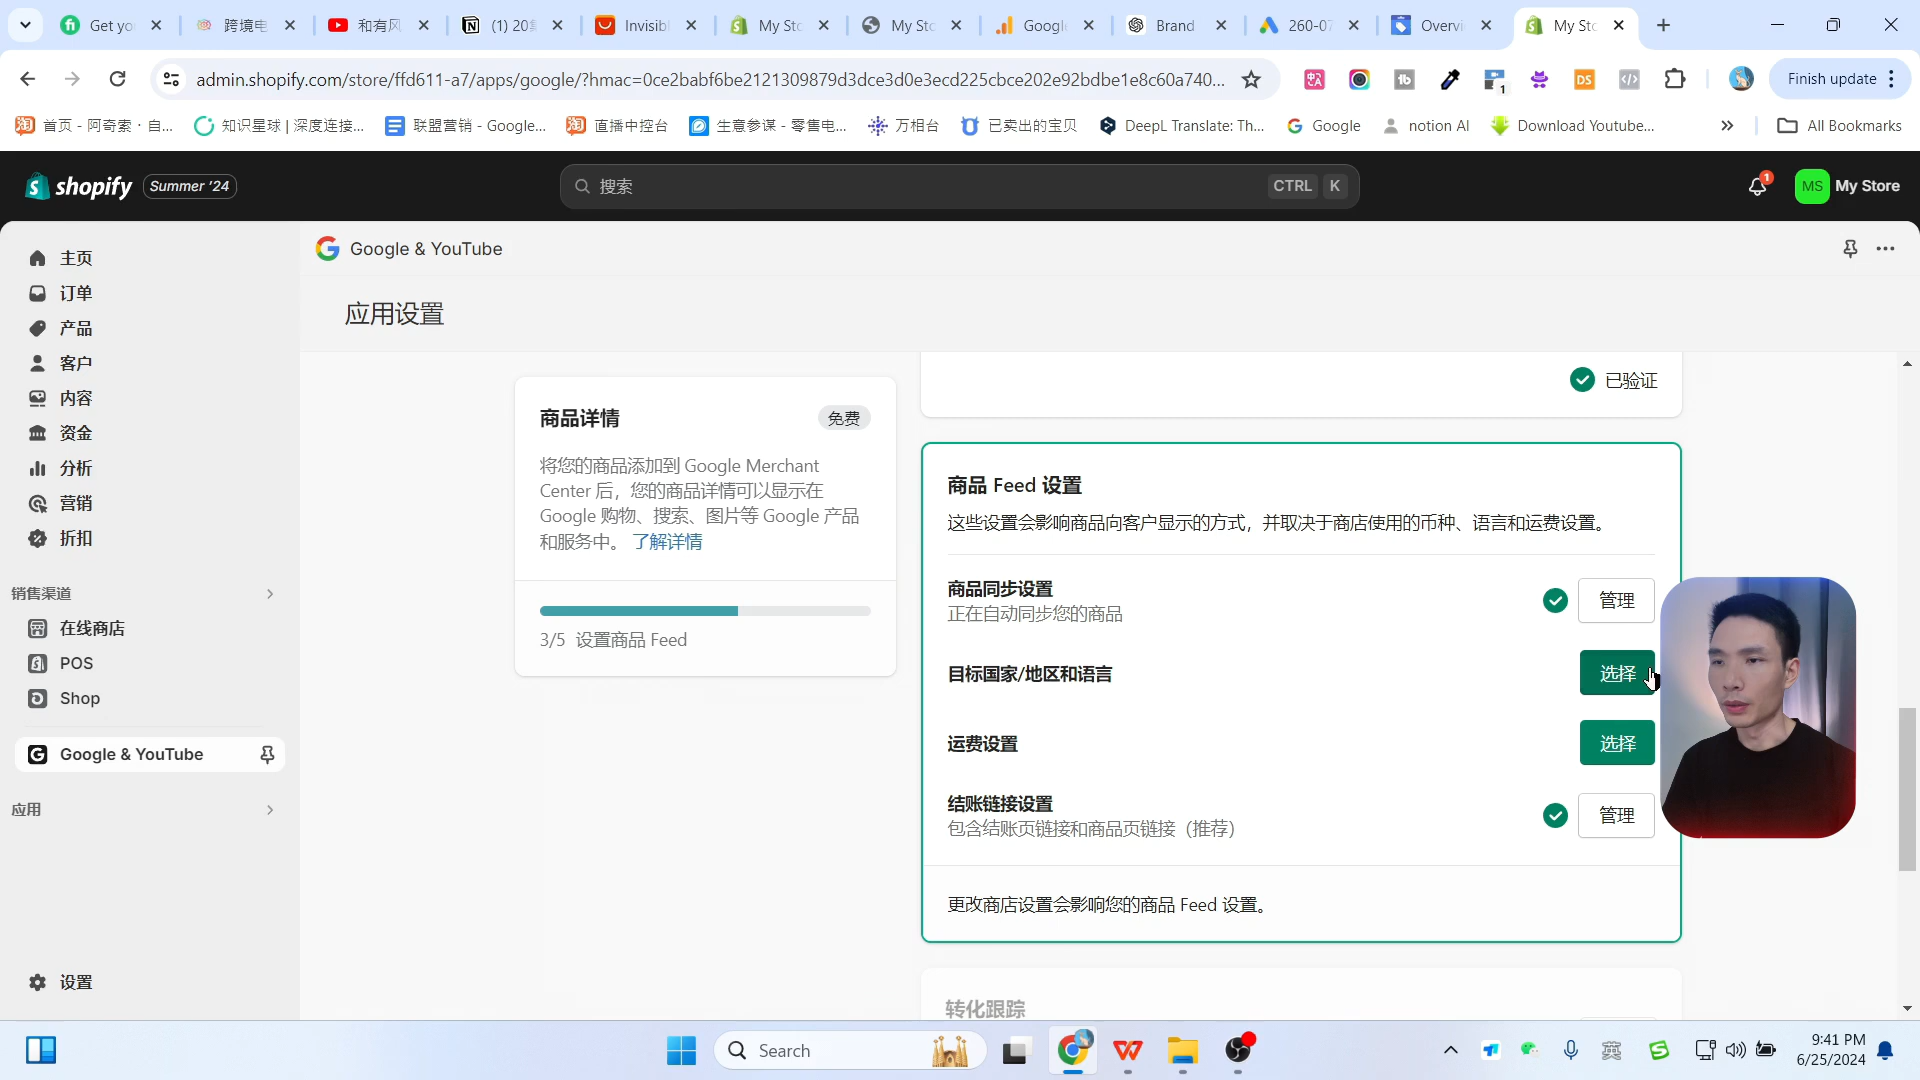 Get yo
跨境电
和有风
(1) 20
Invisibl
My Sto
My Sto
Google
Brand
260-07
Overvi
My Sto
admin.shopify.com/store/ffd611-a7/apps/google/?hmac=0ce2babf6be2121309879d3dce3d0e3ecd225cbce202e92bdbe1e8c60a740...
Finish update
首页 - 阿奇索 · 自...
知识星球 | 深度连接...
联盟营销 - Google...
直播中控台
生意参谋 - 零售电...
万相台
已卖出的宝贝
DeepL Translate: Th...
Google
notion AI
Download Youtube...
All Bookmarks
shopify
Summer '24
搜索
CTRL K
1
MS
My Store
主页
订单
产品
客户
内容
资金
分析
营销
折扣
销售渠道
在线商店
POS
Shop
Google & YouTube
应用
设置
Google & YouTube
应用设置
商品详情
免费
将您的商品添加到 Google Merchant
Center 后，您的商品详情可以显示在
Google 购物、搜索、图片等 Google 产品
和服务中。 了解详情
3/5 设置商品 Feed
已验证
商品 Feed 设置
这些设置会影响商品向客户显示的方式，并取决于商店使用的币种、语言和运费设置。
商品同步设置
正在自动同步您的商品
管理
目标国家/地区和语言
选择
运费设置
选择
结账链接设置
包含结账页链接和商品页链接（推荐）
管理
更改商店设置会影响您的商品 Feed 设置。
转化跟踪
Search
英
9:41 PM
6/25/2024